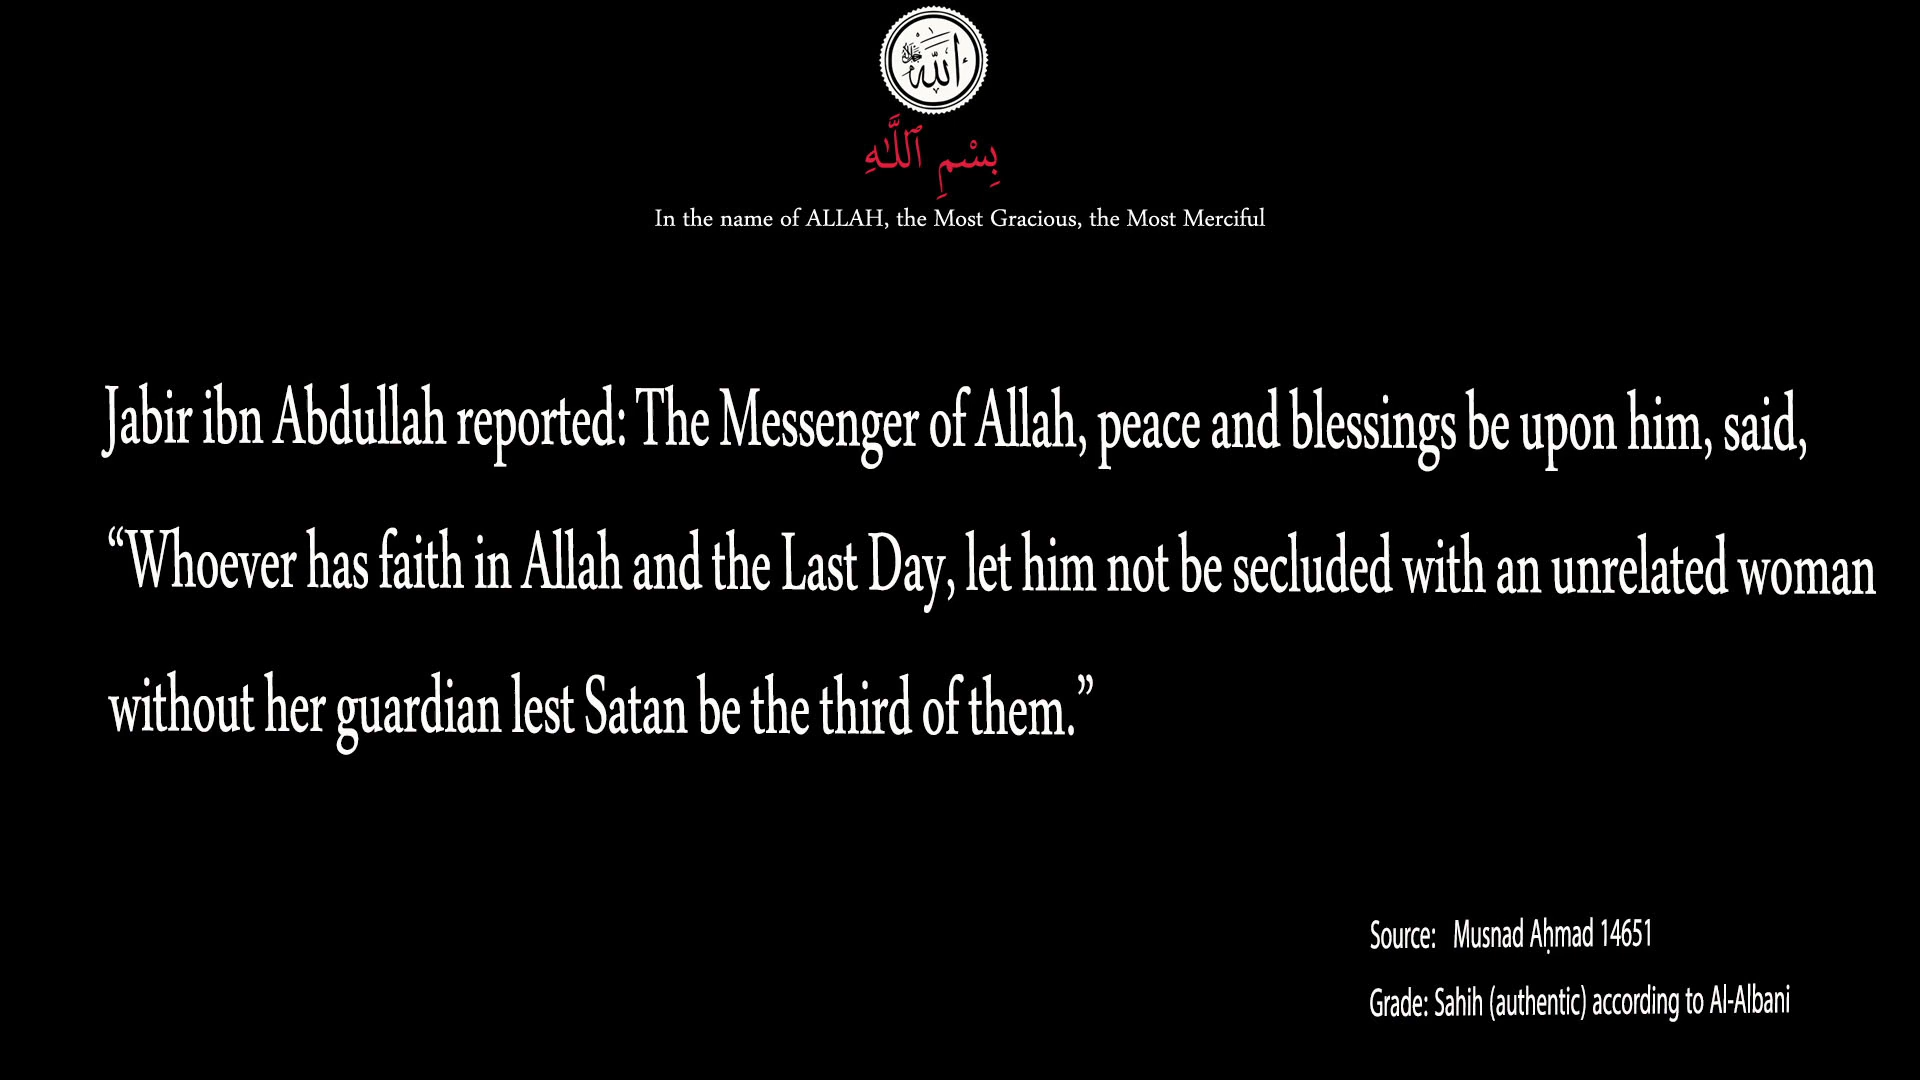 الله
بِسْمِ ٱللَّٰهِ
In the name of ALLAH, the Most Gracious, the Most Merciful
Jabir ibn Abdullah reported: The Messenger of Allah, peace and blessings be upon him, said,
“Whoever has faith in Allah and the Last Day, let him not be secluded with an unrelated woman
without her guardian lest Satan be the third of them.”
Source: Musnad Aḥmad 14651
Grade: Sahih (authentic) according to Al-Albani